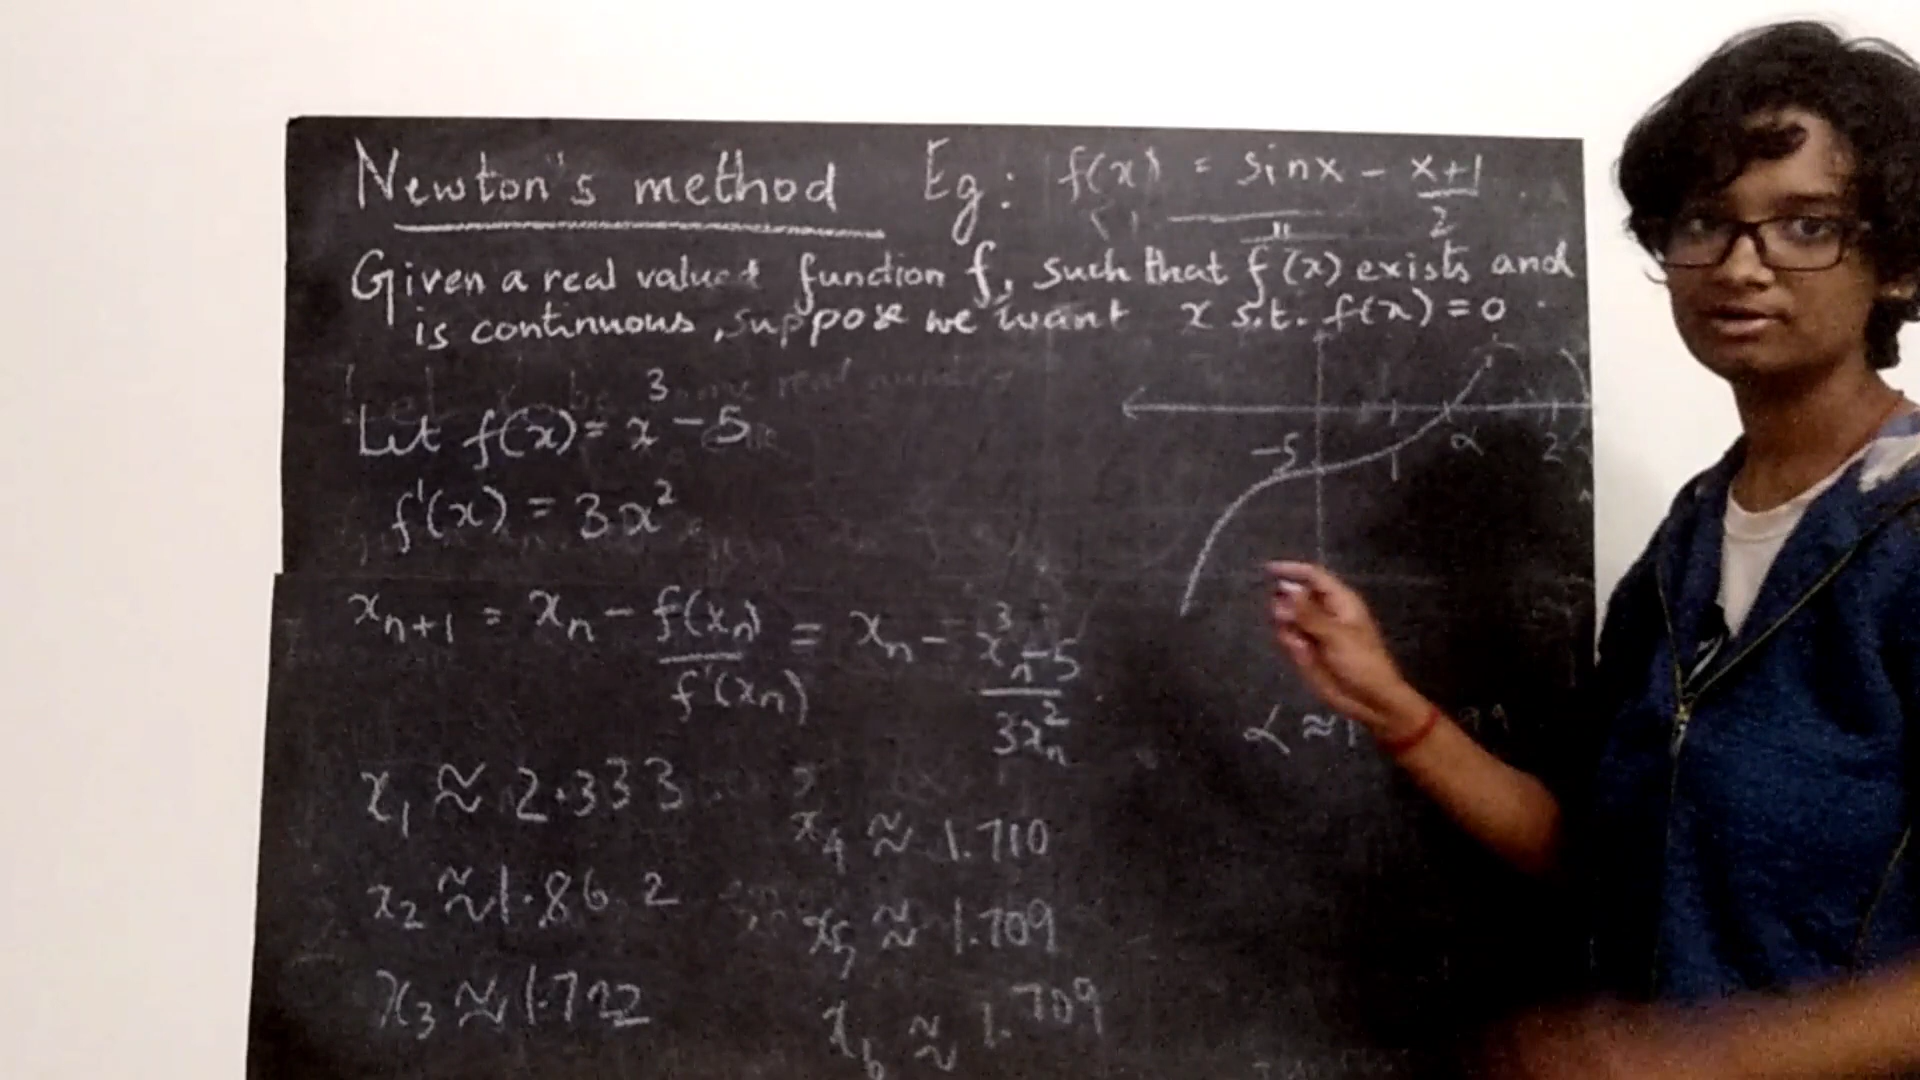 Newton's method Eg: f(x) = sinx - x+1
2
Given a real valued function f, such that f''(x) exists and
is continuous, suppose we want x s.t. f(x) = 0
Let f(x) = x³ - 5
f'(x) = 3x²
-5 1 α 2
xₙ₊₁ = xₙ - f(xₙ) = xₙ - xₙ³-5
f'(xₙ) 3xₙ²
α ≈ 1
x₁ ≈ 2.333
x₄ ≈ 1.710
x₂ ≈ 1.862
x₅ ≈ 1.709
x₃ ≈ 1.722
x₆ ≈ 1.709